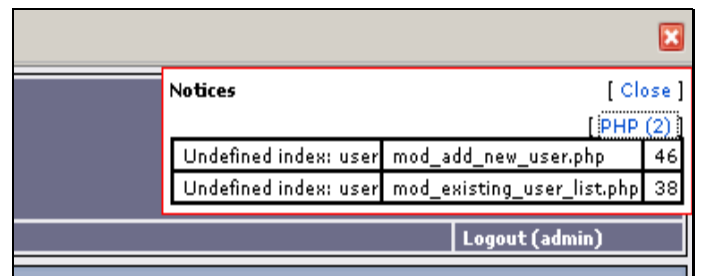 Notices [ Close ]
[ PHP (2) ]
Undefined index: user mod_add_new_user.php 46
Undefined index: user mod_existing_user_list.php 38
Logout (admin)